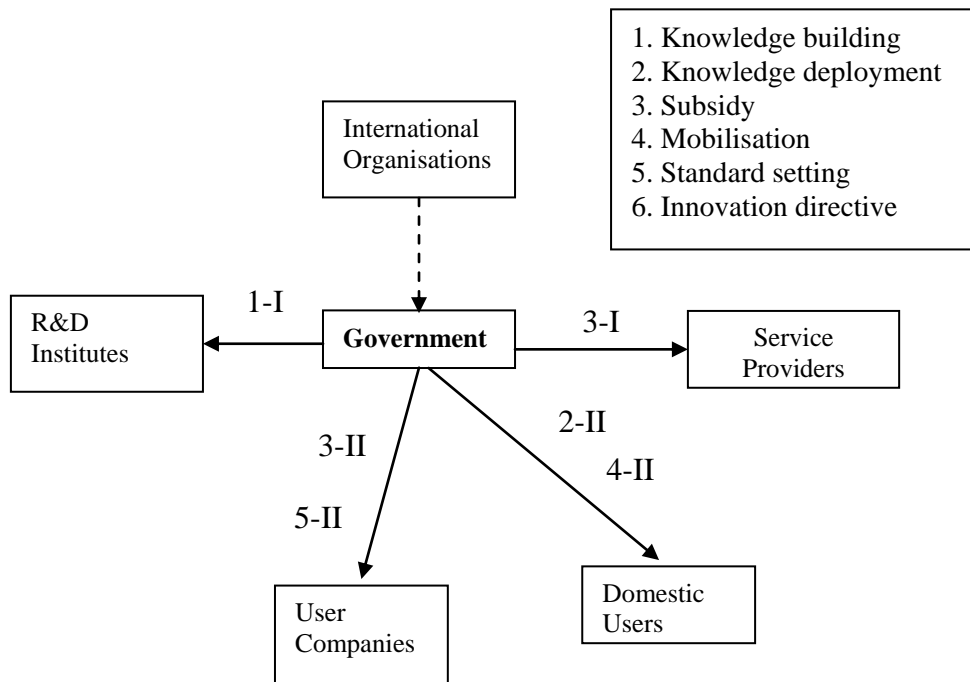 1. Knowledge building
2. Knowledge deployment
3. Subsidy
4. Mobilisation
5. Standard setting
6. Innovation directive
International
Organisations
1-I
3-I
R&D
Institutes
Government
Service
Providers
2-II
3-II
4-II
5-II
User
Companies
Domestic
Users